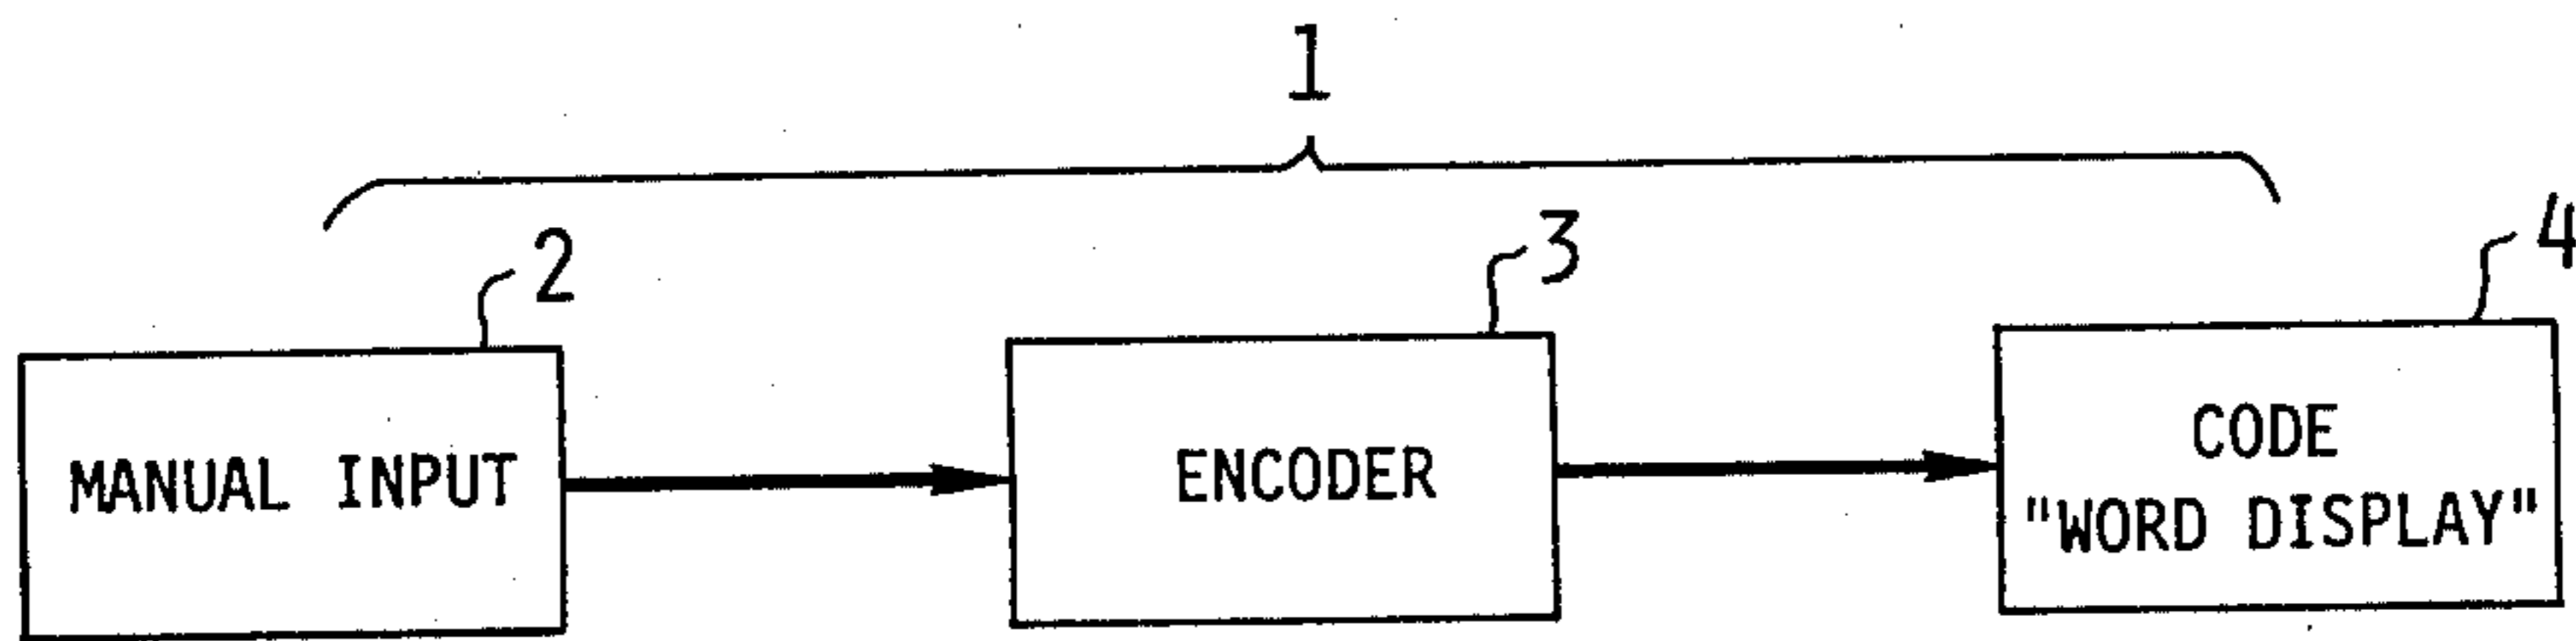 1
2
3
4
MANUAL INPUT
ENCODER
CODE
"WORD DISPLAY"